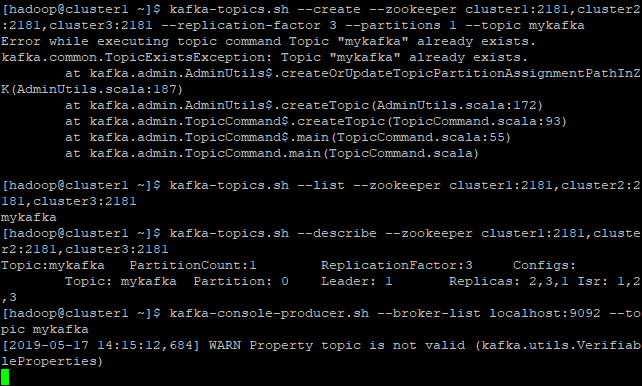 [hadoop@cluster1 ~]$ kafka-topics.sh --create --zookeeper cluster1:2181,cluster2
:2181,cluster3:2181 --replication-factor 3 --partitions 1 --topic mykafka
Error while executing topic command Topic "mykafka" already exists.
kafka.common.TopicExistsException: Topic "mykafka" already exists.
        at kafka.admin.AdminUtils$.createOrUpdateTopicPartitionAssignmentPathInZ
K(AdminUtils.scala:187)
        at kafka.admin.AdminUtils$.createTopic(AdminUtils.scala:172)
        at kafka.admin.TopicCommand$.createTopic(TopicCommand.scala:93)
        at kafka.admin.TopicCommand$.main(TopicCommand.scala:55)
        at kafka.admin.TopicCommand.main(TopicCommand.scala)

[hadoop@cluster1 ~]$ kafka-topics.sh --list --zookeeper cluster1:2181,cluster2:2
181,cluster3:2181
mykafka
[hadoop@cluster1 ~]$ kafka-topics.sh --describe --zookeeper cluster1:2181,cluste
r2:2181,cluster3:2181
Topic:mykafka   PartitionCount:1        ReplicationFactor:3     Configs:
        Topic: mykafka  Partition: 0    Leader: 1       Replicas: 2,3,1 Isr: 1,2
,3
[hadoop@cluster1 ~]$ kafka-console-producer.sh --broker-list localhost:9092 --to
pic mykafka
[2019-05-17 14:15:12,684] WARN Property topic is not valid (kafka.utils.Verifiab
leProperties)